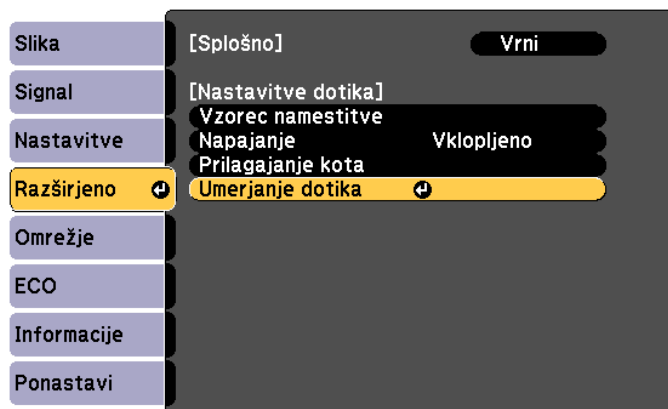 Slika
Signal
Nastavitve
Razširjeno
Omrežje
ECO
Informacije
Ponastavi
[Splošno] Vrni
[Nastavitve dotika]
Vzorec namestitve
Napajanje Vklopljeno
Prilagajanje kota
Umerjanje dotika